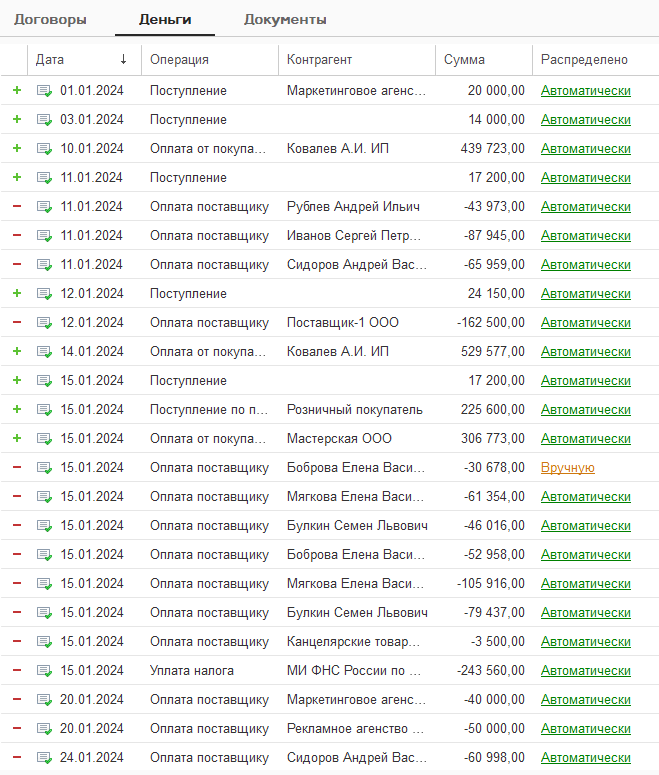 Договоры Деньги Документы
Дата ↓ Операция Контрагент Сумма Распределено
+ 01.01.2024 Поступление Маркетинговое агенс... 20 000,00 Автоматически
+ 03.01.2024 Поступление 14 000,00 Автоматически
+ 10.01.2024 Оплата от покупа... Ковалев А.И. ИП 439 723,00 Автоматически
+ 11.01.2024 Поступление 17 200,00 Автоматически
− 11.01.2024 Оплата поставщику Рублев Андрей Ильич -43 973,00 Автоматически
− 11.01.2024 Оплата поставщику Иванов Сергей Петр... -87 945,00 Автоматически
− 11.01.2024 Оплата поставщику Сидоров Андрей Вас... -65 959,00 Автоматически
+ 12.01.2024 Поступление 24 150,00 Автоматически
− 12.01.2024 Оплата поставщику Поставщик-1 ООО -162 500,00 Автоматически
+ 14.01.2024 Оплата от покупа... Ковалев А.И. ИП 529 577,00 Автоматически
+ 15.01.2024 Поступление 17 200,00 Автоматически
+ 15.01.2024 Поступление по п... Розничный покупатель 225 600,00 Автоматически
+ 15.01.2024 Оплата от покупа... Мастерская ООО 306 773,00 Автоматически
− 15.01.2024 Оплата поставщику Боброва Елена Васи... -30 678,00 Вручную
− 15.01.2024 Оплата поставщику Мягкова Елена Васи... -61 354,00 Автоматически
− 15.01.2024 Оплата поставщику Булкин Семен Львович -46 016,00 Автоматически
− 15.01.2024 Оплата поставщику Боброва Елена Васи... -52 958,00 Автоматически
− 15.01.2024 Оплата поставщику Мягкова Елена Васи... -105 916,00 Автоматически
− 15.01.2024 Оплата поставщику Булкин Семен Львович -79 437,00 Автоматически
− 15.01.2024 Оплата поставщику Канцелярские товар... -3 500,00 Автоматически
− 15.01.2024 Уплата налога МИ ФНС России по ... -243 560,00 Автоматически
− 20.01.2024 Оплата поставщику Маркетинговое агенс... -40 000,00 Автоматически
− 20.01.2024 Оплата поставщику Рекламное агенство ... -50 000,00 Автоматически
− 24.01.2024 Оплата поставщику Сидоров Андрей Вас... -60 998,00 Автоматически